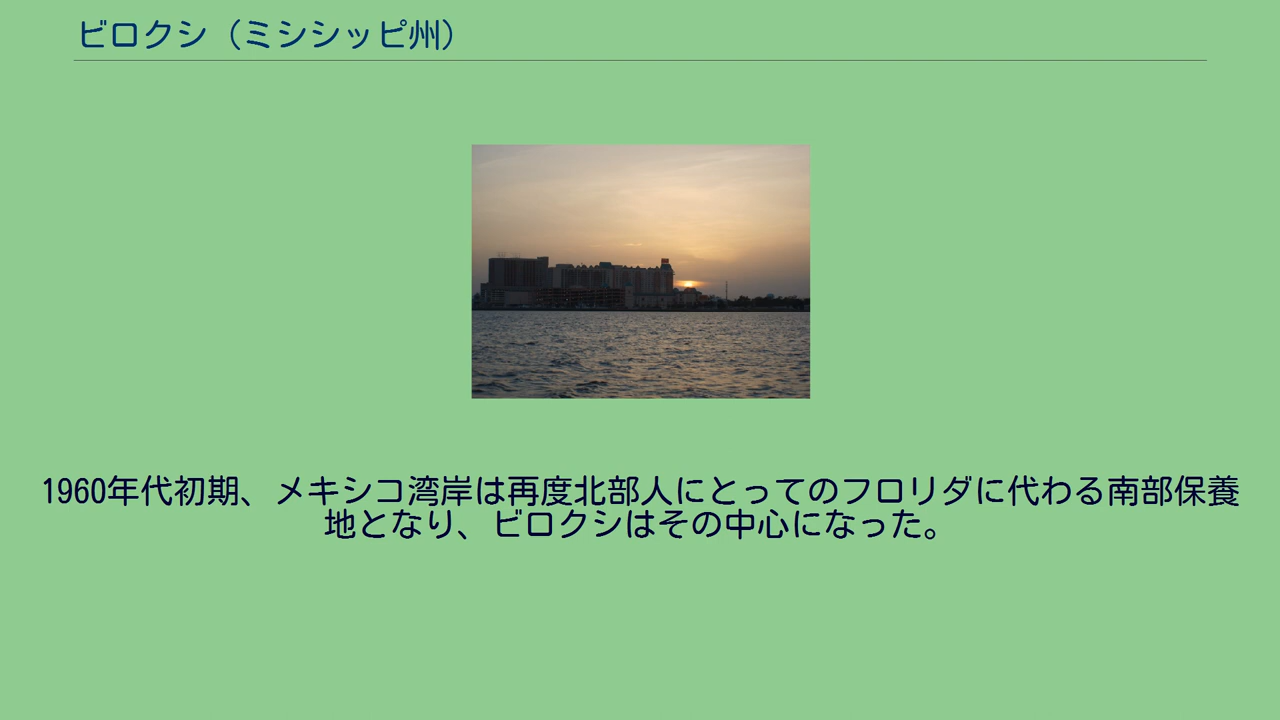 ビロクシ（ミシシッピ州）
1960年代初期、メキシコ湾岸は再度北部人にとってのフロリダに代わる南部保養
地となり、ビロクシはその中心になった。